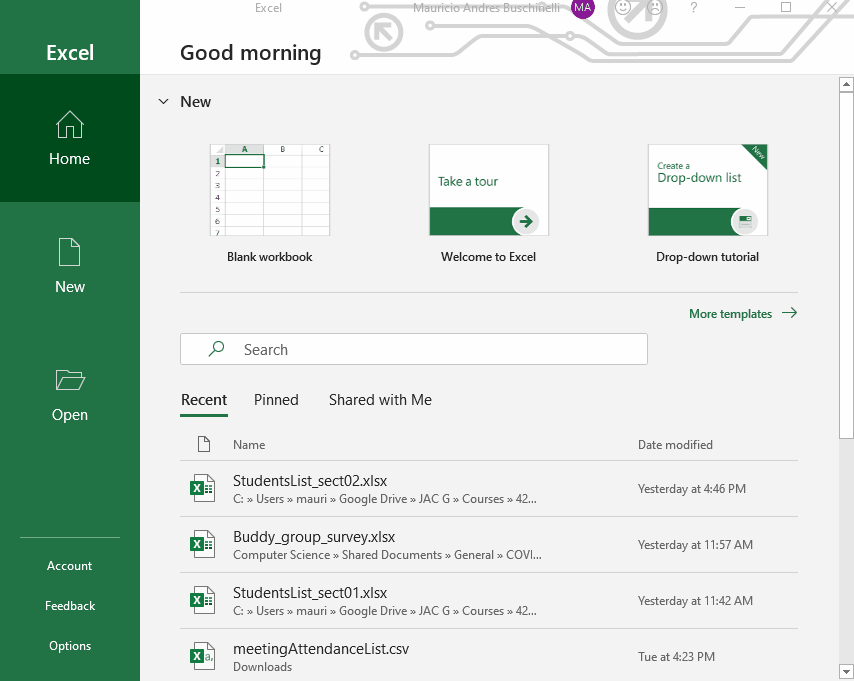 Excel
Mauricio Andres Buschinelli
MA
?
Excel
Good morning
Home
New
Open
Account
Feedback
Options
New
A B C
1
2
3
4
5
6
7
Blank workbook
Take a tour
Welcome to Excel
New
Create a
Drop-down list
Drop-down tutorial
More templates
Search
Recent Pinned Shared with Me
Name Date modified
StudentsList_sect02.xlsx
C: » Users » mauri » Google Drive » JAC G » Courses » 42...
Yesterday at 4:46 PM
Buddy_group_survey.xlsx
Computer Science » Shared Documents » General » COVI...
Yesterday at 11:57 AM
StudentsList_sect01.xlsx
C: » Users » mauri » Google Drive » JAC G » Courses » 42...
Yesterday at 11:42 AM
meetingAttendanceList.csv
Downloads
Tue at 4:23 PM